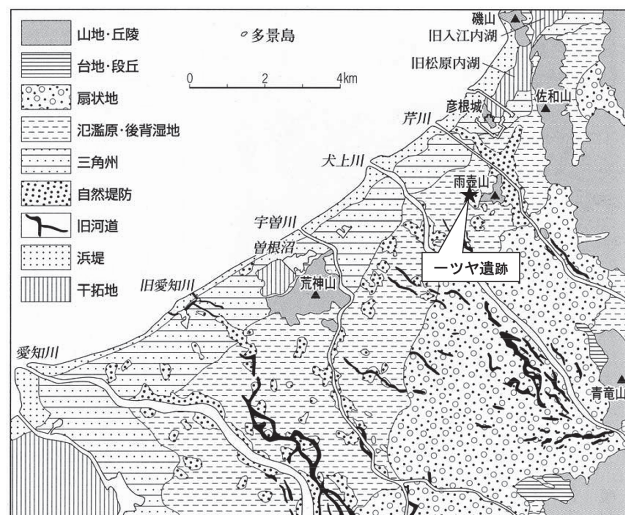 山地・丘陵
台地・段丘
扇状地
氾濫原・後背湿地
三角州
自然堤防
旧河道
浜堤
干拓地
多景島
0 2 4km
磯山
旧入江内湖
旧松原内湖
彦根城
佐和山
芹川
犬上川
雨壺山
宇曽川
曽根沼
一ツヤ遺跡
旧愛知川
荒神山
愛知川
青竜山